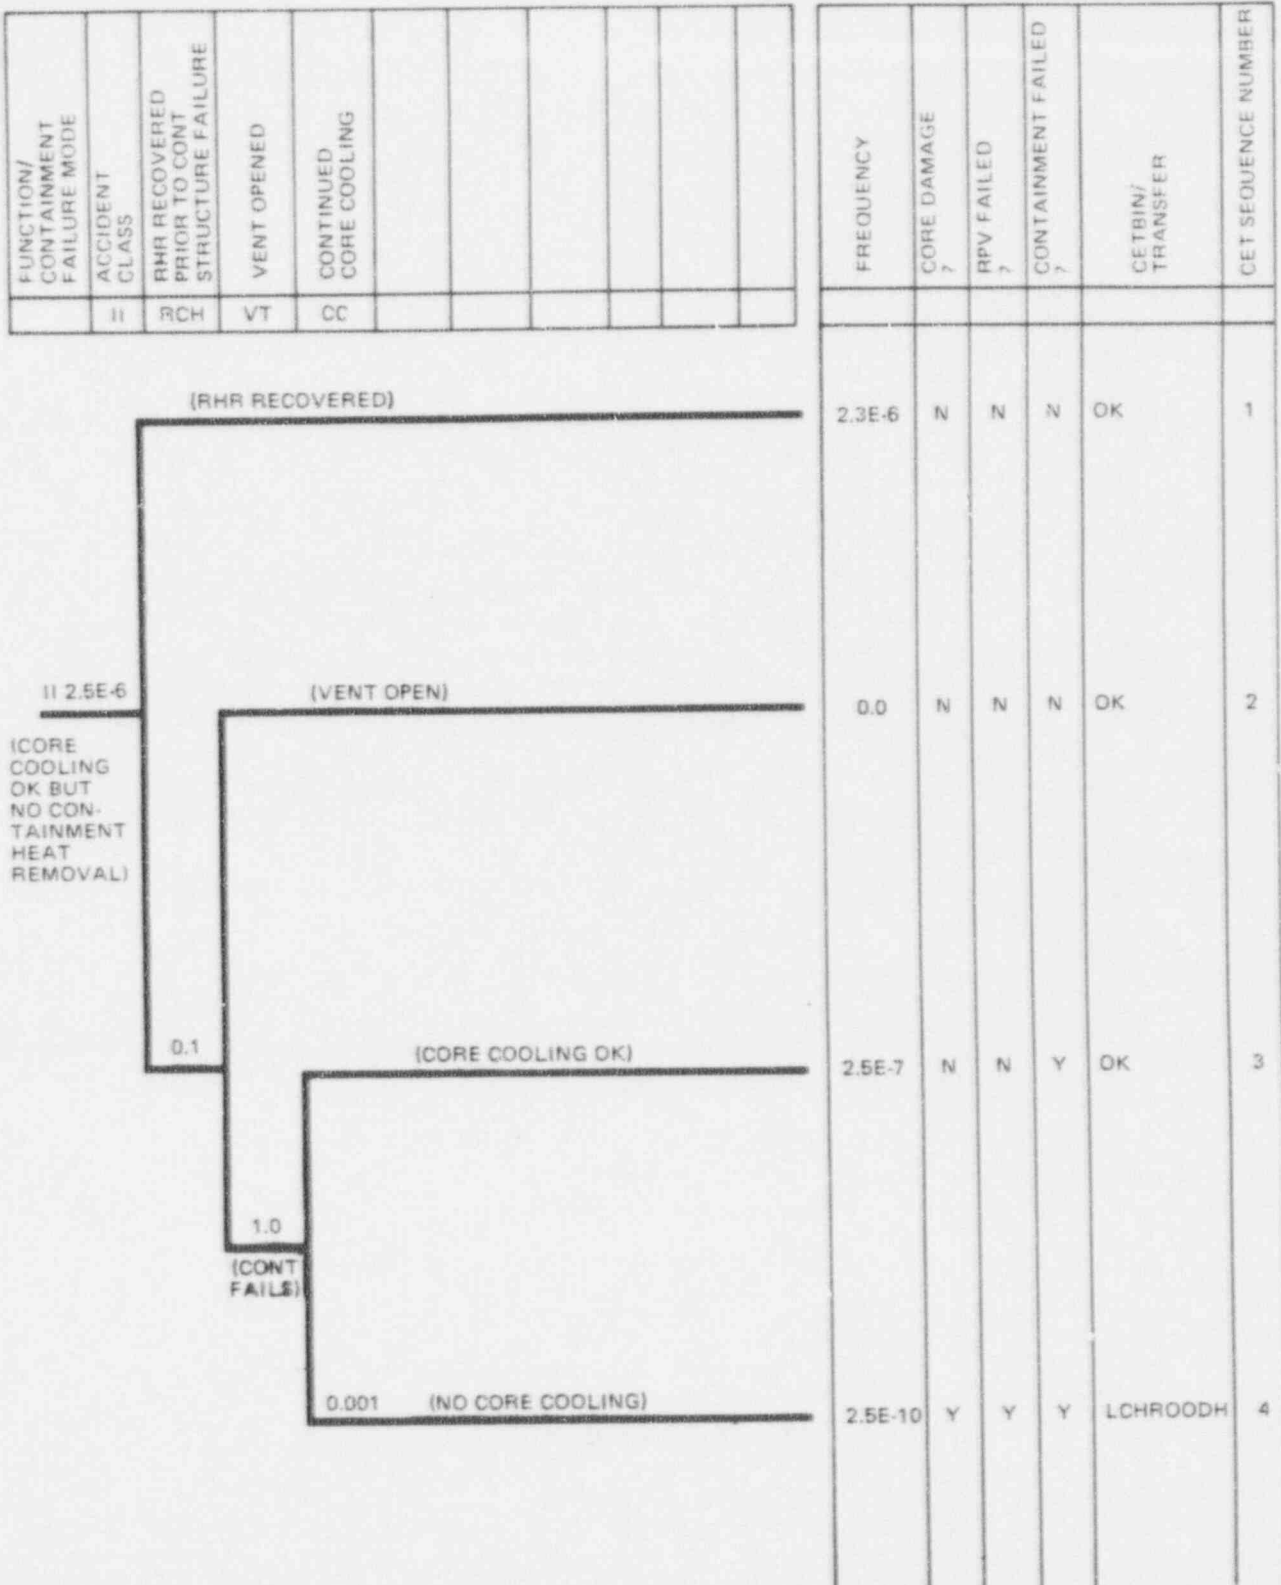 FUNCTION/
CONTAINMENT
FAILURE MODE
ACCIDENT
CLASS
RHR RECOVERED
PRIOR TO CONT
STRUCTURE FAILURE
VENT OPENED
CONTINUED
CORE COOLING
FREQUENCY
CORE DAMAGE
?
RPV FAILED
?
CONTAINMENT FAILED
?
CETBIN/
TRANSFER
CET SEQUENCE NUMBER
II RCH VT CC
(RHR RECOVERED) 2.3E-6 N N N OK 1
II 2.5E-6 (VENT OPEN) 0.0 N N N OK 2
(CORE
COOLING
OK BUT
NO CON-
TAINMENT
HEAT
REMOVAL)
0.1 (CORE COOLING OK) 2.5E-7 N N Y OK 3
1.0
(CONT
FAILS)
0.001 (NO CORE COOLING) 2.5E-10 Y Y Y LCHROODH 4